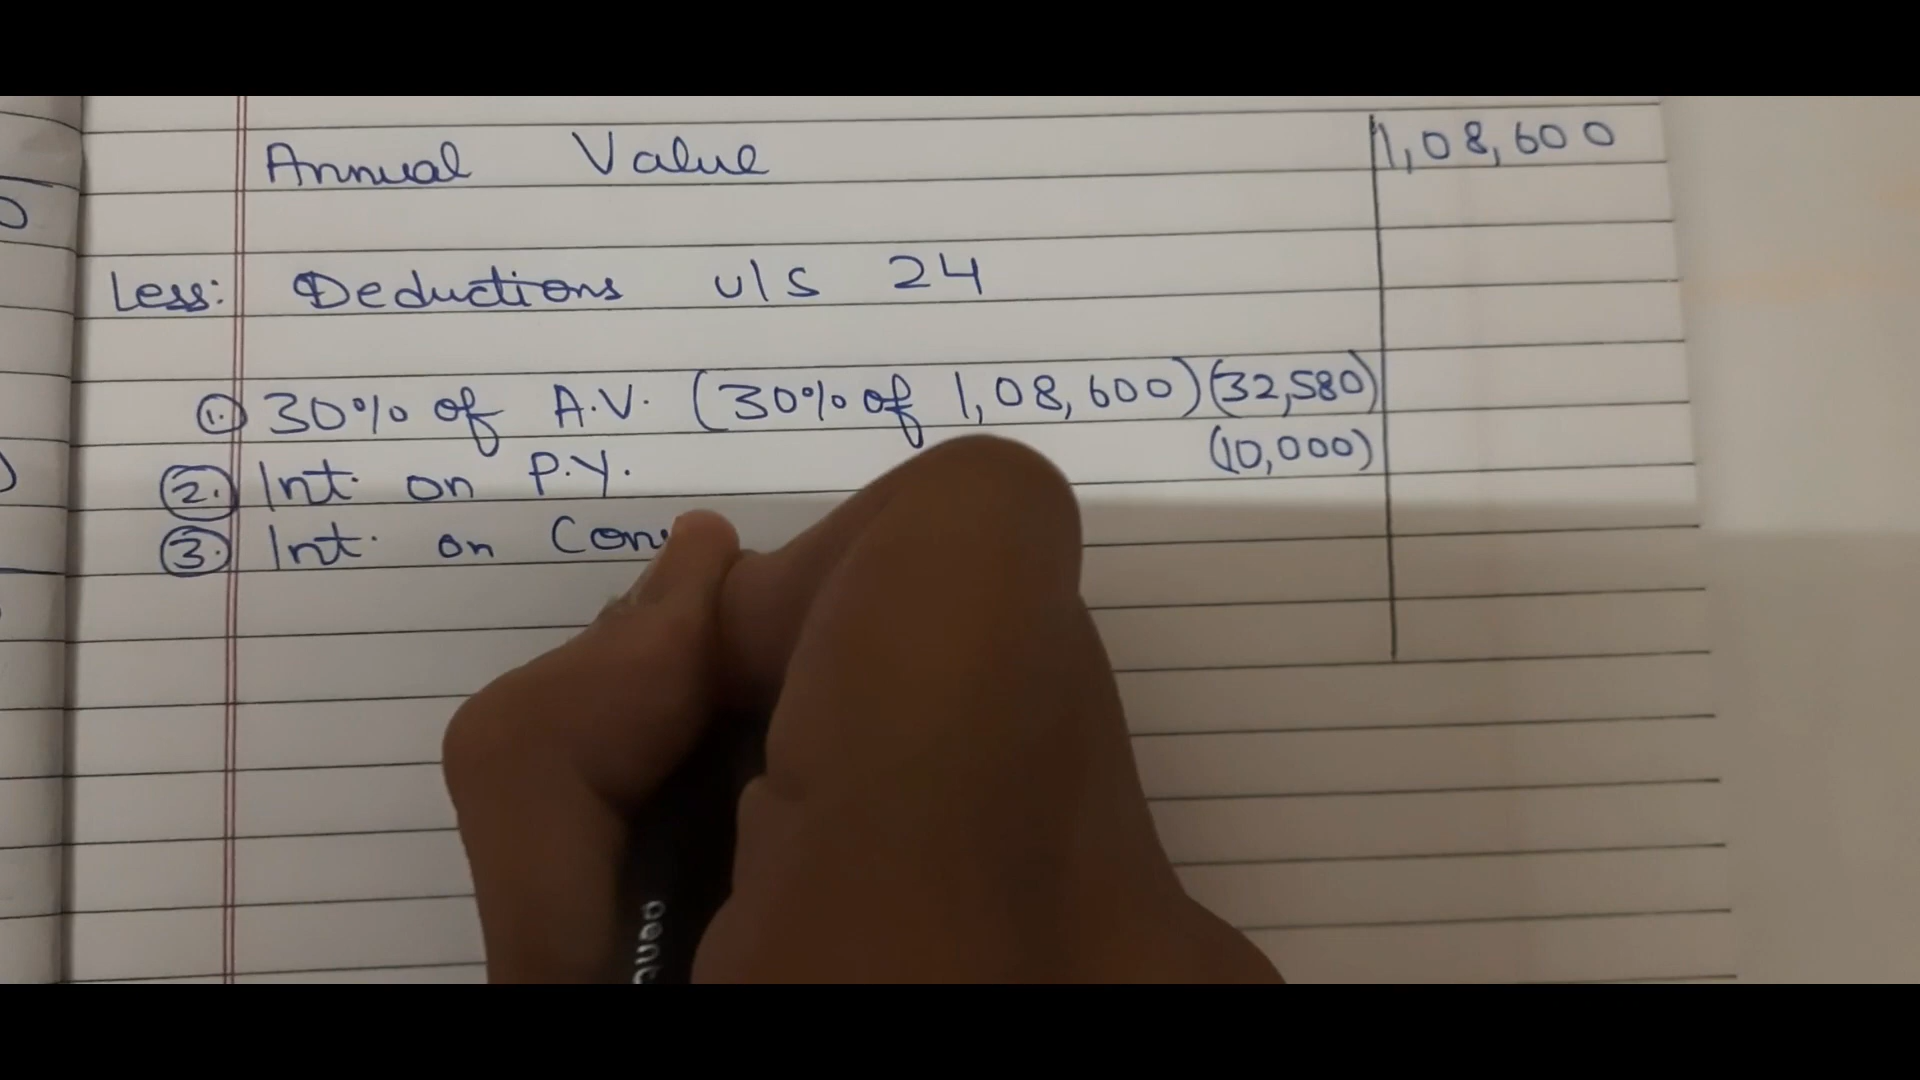 Annual Value 1,08,600
Less: Deductions u/s 24
1. 30% of A.V. (30% of 1,08,600) (32,580)
2. Int. on P.Y. (10,000)
3. Int. on Con